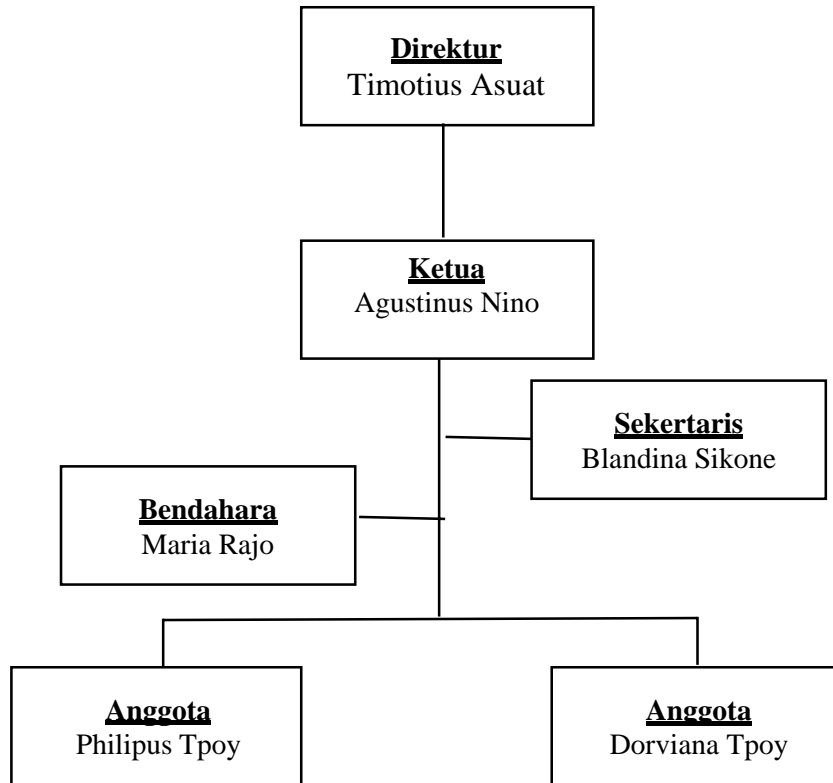 Direktur
Timotius Asuat
Ketua
Agustinus Nino
Sekertaris
Blandina Sikone
Bendahara
Maria Rajo
Anggota
Philipus Tpoy
Anggota
Dorviana Tpoy